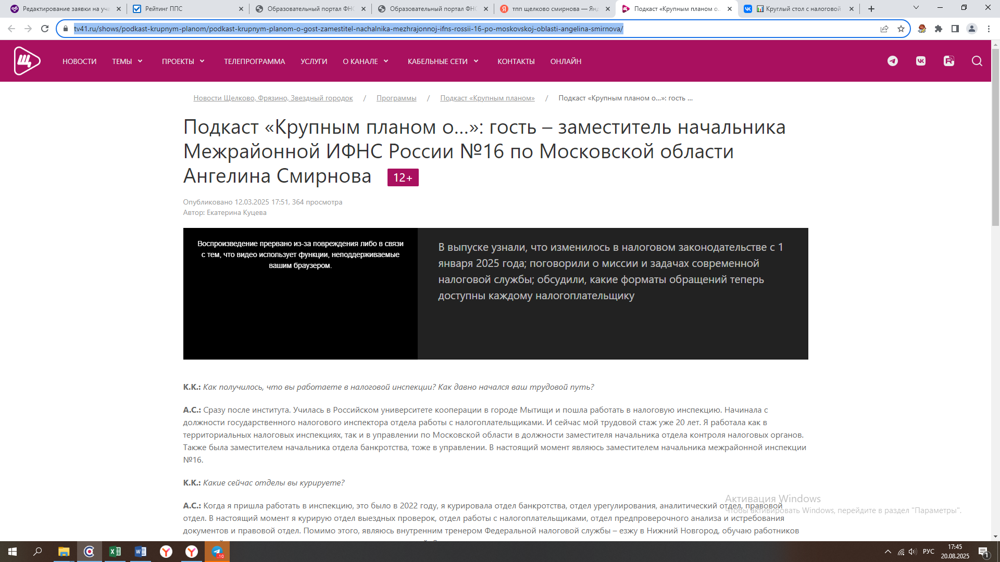 Редактирование заявки на уча
Рейтинг ППС
Образовательный портал ФНС
Образовательный портал ФНС
тпп щелково смирнова — Янд
Подкаст «Крупным планом о...
Круглый стол с налоговой
tv41.ru/shows/podkast-krupnym-planom/podkast-krupnym-planom-o-gost-zamestitel-nachalnika-mezhrajonnoj-ifns-rossii-16-po-moskovskoj-oblasti-angelina-smirnova/
Щ НОВОСТИ ТЕМЫ ПРОЕКТЫ ТЕЛЕПРОГРАММА УСЛУГИ О КАНАЛЕ КАБЕЛЬНЫЕ СЕТИ КОНТАКТЫ ОНЛАЙН
Новости Щелково, Фрязино, Звездный городок / Программы / Подкаст «Крупным планом» / Подкаст «Крупным планом о...»: гость ...
Подкаст «Крупным планом о...»: гость – заместитель начальника
Межрайонной ИФНС России №16 по Московской области
Ангелина Смирнова 12+
Опубликовано 12.03.2025 17:51, 364 просмотра
Автор: Екатерина Куцева
Воспроизведение прервано из-за повреждения либо в связи
с тем, что видео использует функции, неподдерживаемые
вашим браузером.
В выпуске узнали, что изменилось в налоговом законодательстве с 1
января 2025 года; поговорили о миссии и задачах современной
налоговой службы; обсудили, какие форматы обращений теперь
доступны каждому налогоплательщику
К.К.: Как получилось, что вы работаете в налоговой инспекции? Как давно начался ваш трудовой путь?
А.С.: Сразу после института. Училась в Российском университете кооперации в городе Мытищи и пошла работать в налоговую инспекцию. Начинала с
должности государственного налогового инспектора отдела работы с налогоплательщиками. И сейчас мой трудовой стаж уже 20 лет. Я работала как в
территориальных налоговых инспекциях, так и в управлении по Московской области в должности заместителя начальника отдела контроля налоговых органов.
Также была заместителем начальника отдела банкротства, тоже в управлении. В настоящий момент являюсь заместителем начальника межрайонной инспекции
№16.
К.К.: Какие сейчас отделы вы курируете?
А.С.: Когда я пришла работать в инспекцию, это было в 2022 году, я курировала отдел банкротства, отдел урегулирования, аналитический отдел, правовой
отдел. В настоящий момент я курирую отдел выездных проверок, отдел работы с налогоплательщиками, отдел предпроверочного анализа и истребования
документов и правовой отдел. Помимо этого, являюсь внутренним тренером Федеральной налоговой службы – езжу в Нижний Новгород, обучаю работников
Активация Windows
Чтобы активировать Windows, перейдите в раздел "Параметры".
РУС
17:45
20.08.2025